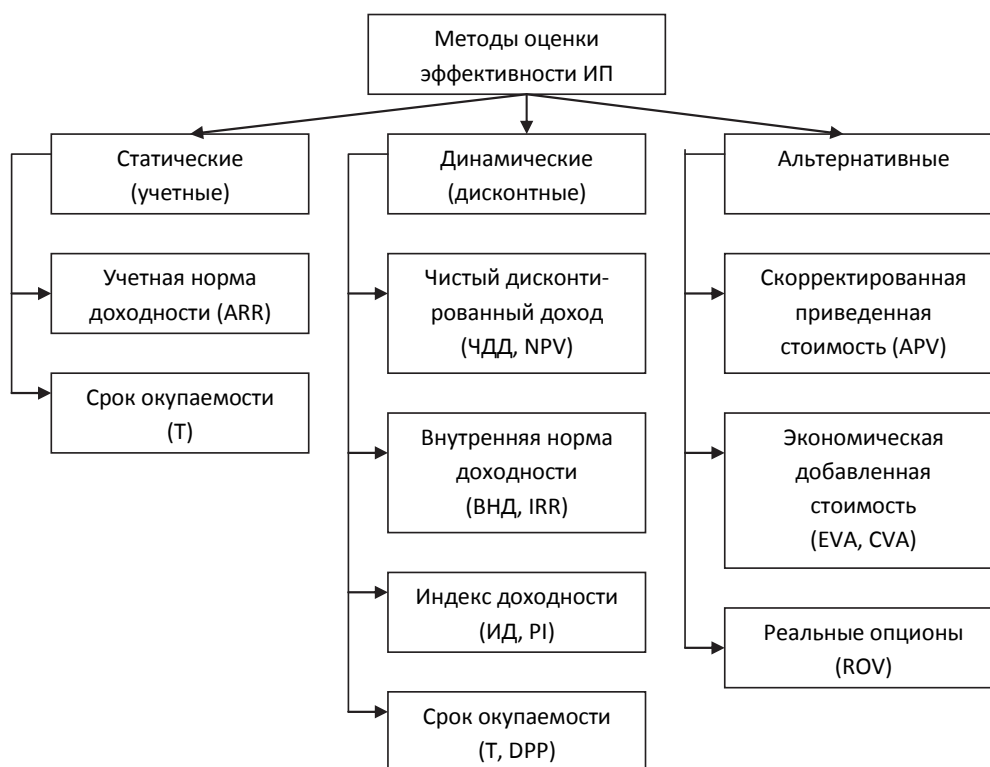 Методы оценки
эффективности ИП
Статические
(учетные)
Учетная норма
доходности (ARR)
Срок окупаемости
(T)
Динамические
(дисконтные)
Чистый дисконти-
рованный доход
(ЧДД, NPV)
Внутренняя норма
доходности
(ВНД, IRR)
Индекс доходности
(ИД, PI)
Срок окупаемости
(T, DPP)
Альтернативные
Скорректированная
приведенная
стоимость (APV)
Экономическая
добавленная
стоимость
(EVA, CVA)
Реальные опционы
(ROV)